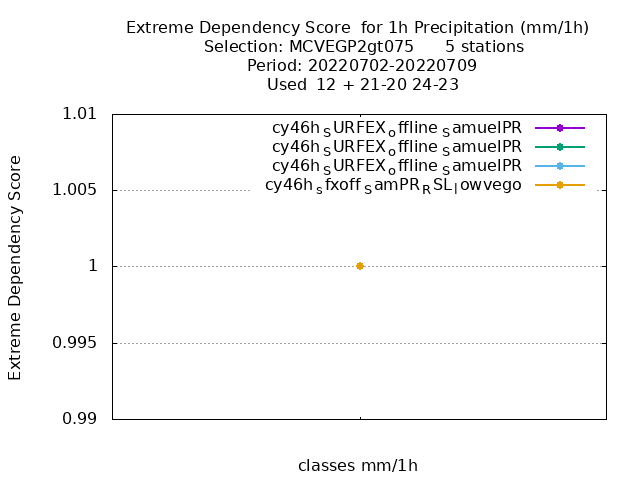 Extreme Dependency Score  for 1h Precipitation (mm/1h)
Selection: MCVEGP2gt075      5 stations
Period: 20220702-20220709
Used  12 + 21-20 24-23
1.01
1.005
1
0.995
0.99
Extreme Dependency Score
cy46h_SURFEX_offline_SamuelPR
cy46h_SURFEX_offline_SamuelPR
cy46h_SURFEX_offline_SamuelPR
cy46h_sfxoff_SamPR_RSL_lowvego
classes mm/1h